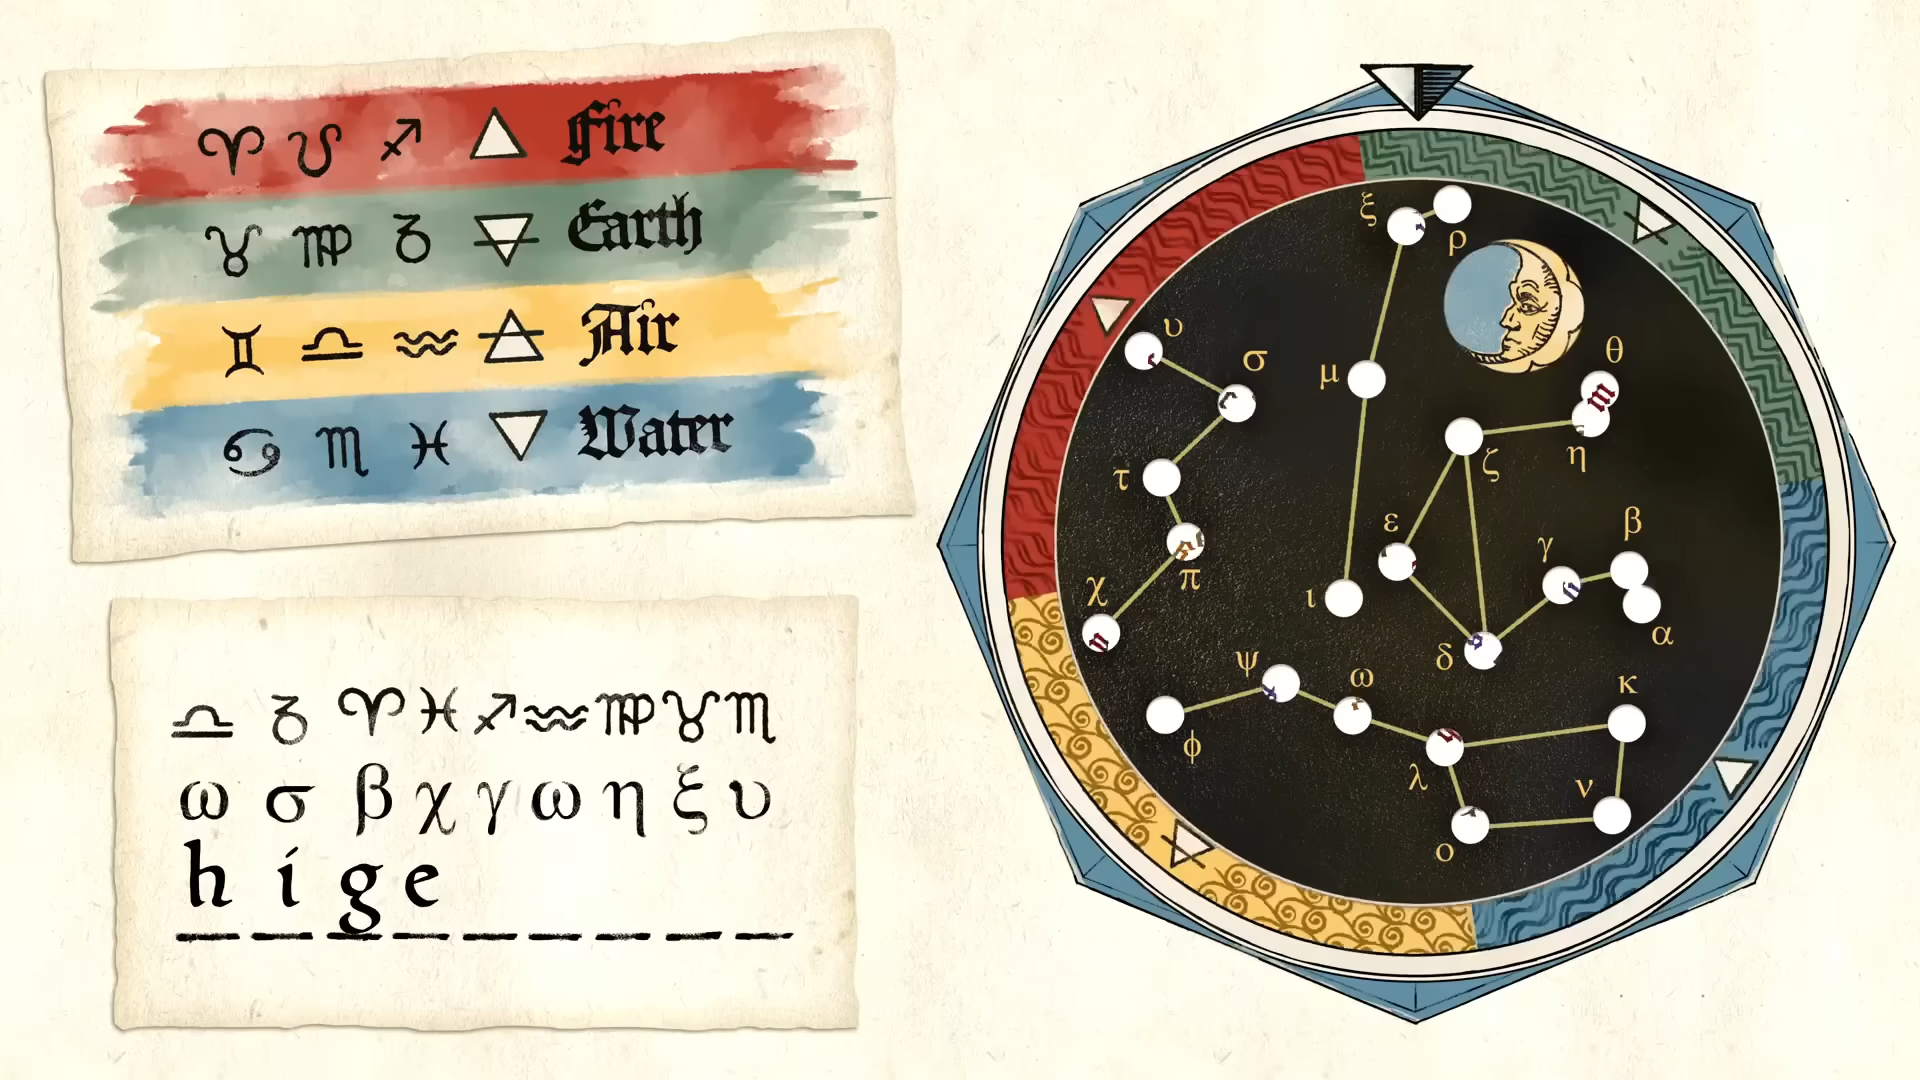 ♈ ♌ ♐ 🜂 Fire
♉ ♍ ♑ 🜃 Earth
♊ ♎ ♒ 🜁 Air
♋ ♏ ♓ 🜄 Water
♎ ♑ ♈ ♓ ♐ ♒ ♍ ♉ ♏
ω σ β χ γ ω η ξ υ
h i g e
ξ
ρ
υ
σ
μ
θ
ζ
η
τ
ε
β
γ
π
χ
ι
α
δ
ψ
ω
κ
φ
λ
ν
ο